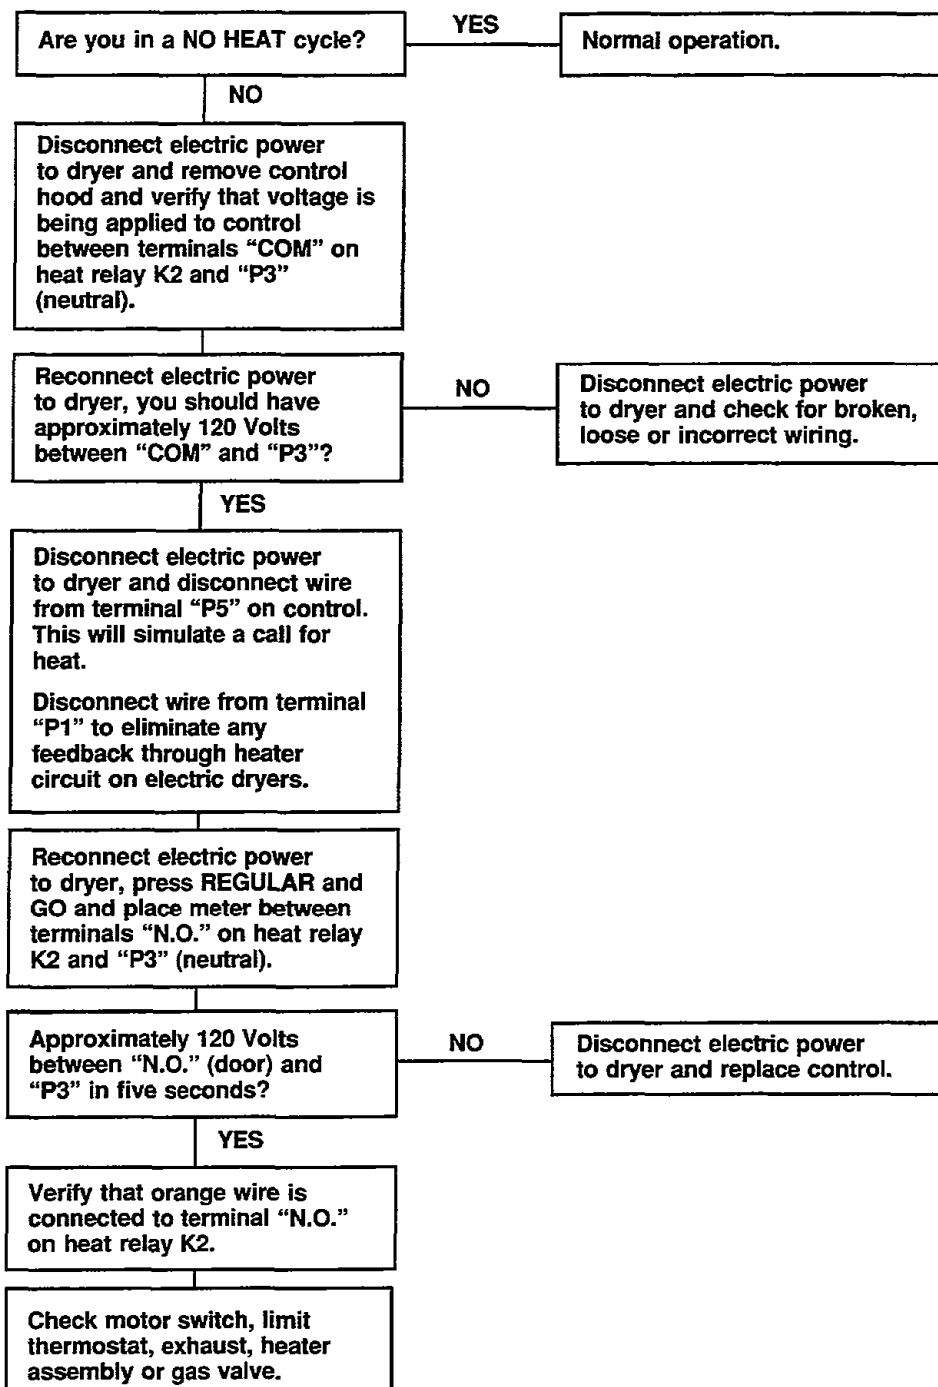 Are you in a NO HEAT cycle?
YES
Normal operation.
NO
Disconnect electric power
to dryer and remove control
hood and verify that voltage is
being applied to control
between terminals “COM” on
heat relay K2 and “P3”
(neutral).
Reconnect electric power
to dryer, you should have
approximately 120 Volts
between “COM” and “P3”?
NO
Disconnect electric power
to dryer and check for broken,
loose or incorrect wiring.
YES
Disconnect electric power
to dryer and disconnect wire
from terminal “P5” on control.
This will simulate a call for
heat.
Disconnect wire from terminal
“P1” to eliminate any
feedback through heater
circuit on electric dryers.
Reconnect electric power
to dryer, press REGULAR and
GO and place meter between
terminals “N.O.” on heat relay
K2 and “P3” (neutral).
Approximately 120 Volts
between “N.O.” (door) and
“P3” in five seconds?
NO
Disconnect electric power
to dryer and replace control.
YES
Verify that orange wire is
connected to terminal “N.O.”
on heat relay K2.
Check motor switch, limit
thermostat, exhaust, heater
assembly or gas valve.